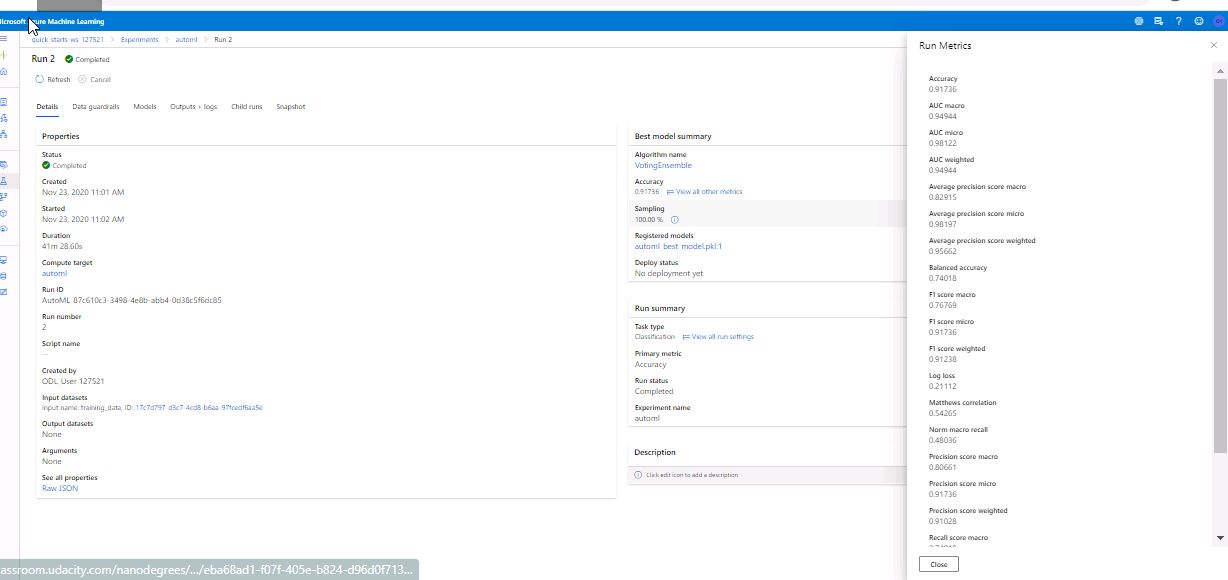 Microsoft Azure Machine Learning
quick-starts-ws-127521 > Experiments > automl > Run 2
Run 2 Completed
Refresh Cancel
Details Data guardrails Models Outputs + logs Child runs Snapshot
Properties
Status
Completed
Created
Nov 23, 2020 11:01 AM
Started
Nov 23, 2020 11:02 AM
Duration
41m 28.60s
Compute target
automl
Run ID
AutoML_87c610c3-3498-4e8b-abb4-0d38c5f6dc85
Run number
2
Script name
--
Created by
ODL_User 127521
Input datasets
Input name: training_data, ID: 17c7d797-d3c7-4cd8-b6aa-97fcedf6aa5e
Output datasets
None
Arguments
None
See all properties
Raw JSON
Best model summary
Algorithm name
VotingEnsemble
Accuracy
0.91736 View all other metrics
Sampling
100.00 %
Registered models
automl_best_model.pkl:1
Deploy status
No deployment yet
Run summary
Task type
Classification View all run settings
Primary metric
Accuracy
Run status
Completed
Experiment name
automl
Description
Click edit icon to add a description
Run Metrics
Accuracy
0.91736
AUC macro
0.94944
AUC micro
0.98122
AUC weighted
0.94944
Average precision score macro
0.82915
Average precision score micro
0.98197
Average precision score weighted
0.95662
Balanced accuracy
0.74018
F1 score macro
0.76769
F1 score micro
0.91736
F1 score weighted
0.91238
Log loss
0.21112
Matthews correlation
0.54265
Norm macro recall
0.48036
Precision score macro
0.80661
Precision score micro
0.91736
Precision score weighted
0.91028
Recall score macro
0.74018
Close
assroom.udacity.com/nanodegrees/.../eba68ad1-f07f-405e-b824-d96d0f713...